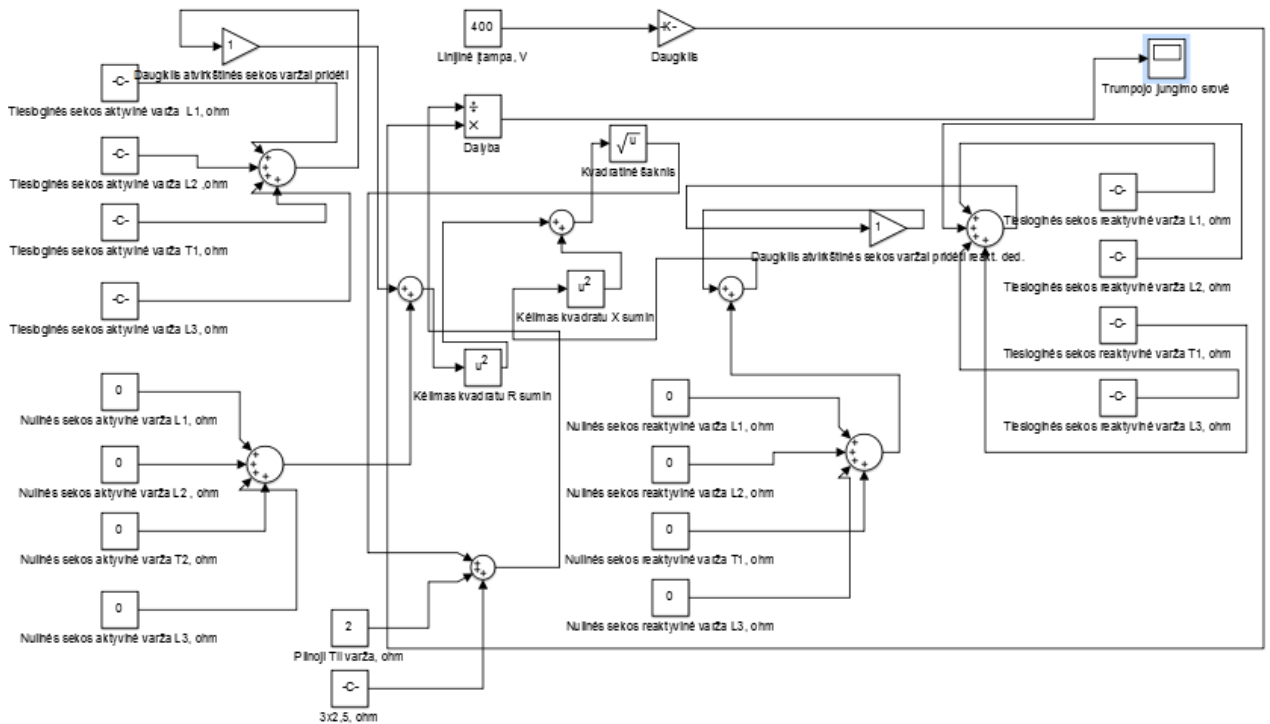 1
Daugiklis atvirkštinės sekos varžai pridėti
-C-
Tiesioginės sekos aktyvinė varža L1, ohm
-C-
Tiesioginės sekos aktyvinė varža L2 ,ohm
-C-
Tiesioginės sekos aktyvinė varža T1, ohm
-C-
Tiesioginės sekos aktyvinė varža L3, ohm
0
Nulinės sekos aktyvinė varža L1, ohm
0
Nulinės sekos aktyvinė varža L2 , ohm
0
Nulinės sekos aktyvinė varža T2, ohm
0
Nulinės sekos aktyvinė varža L3, ohm
400
Linijinė įtampa, V
-K-
Daugiklis
÷
×
Dalyba
√u
Kvadratinė šaknis
u²
Kėlimas kvadratu X sumin
u²
Kėlimas kvadratu R sumin
2
Pilnoji TII varža, ohm
-C-
3x2,5, ohm
1
Daugiklis atvirkštinės sekos varžai pridėti reakt. ded.
0
Nulinės sekos reaktyvinė varža L1, ohm
0
Nulinės sekos reaktyvinė varža L2, ohm
0
Nulinės sekos reaktyvinė varža T1, ohm
0
Nulinės sekos reaktyvinė varža L3, ohm
Trumpojo jungimo srovė
-C-
Tiesioginės sekos reaktyvinė varža L1, ohm
-C-
Tiesioginės sekos reaktyvinė varža L2, ohm
-C-
Tiesioginės sekos reaktyvinė varža T1, ohm
-C-
Tiesioginės sekos reaktyvinė varža L3, ohm